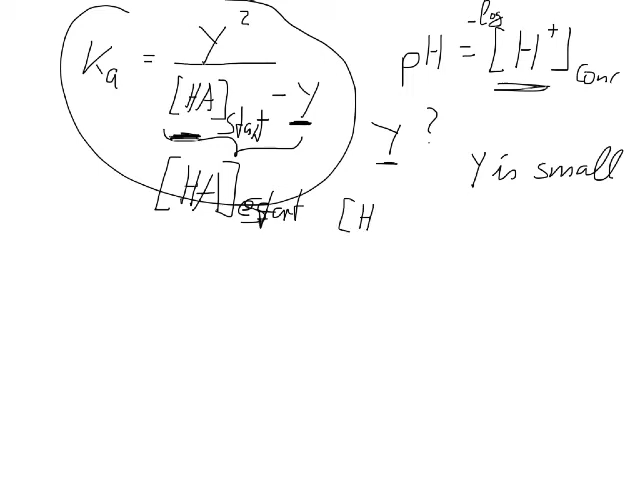 Ka = Y² / [HA]start - Y
pH = -log [H⁺]conc
Y ?
Y is small
[HA]start
[H